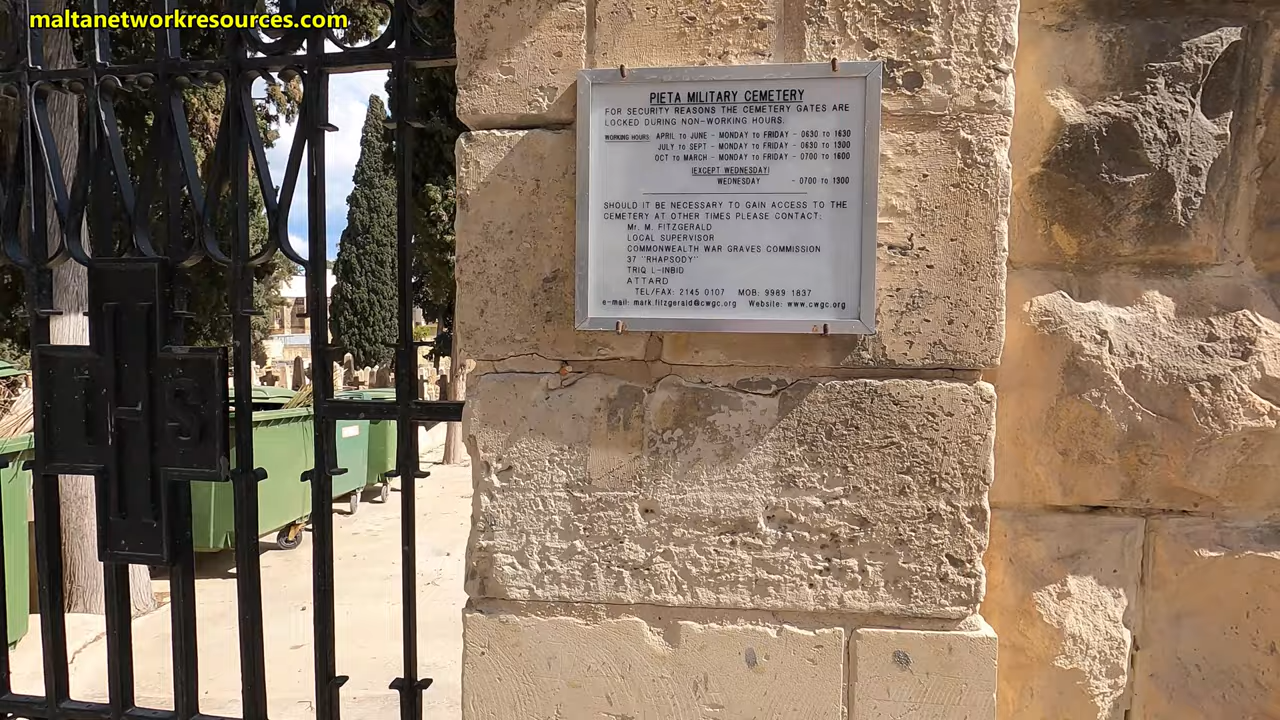 maltanetworkresources.com
PIETA MILITARY CEMETERY
FOR SECURITY REASONS THE CEMETERY GATES ARE
LOCKED DURING NON-WORKING HOURS.
WORKING HOURS APRIL TO JUNE - MONDAY TO FRIDAY - 0630 TO 1630
JULY TO SEPT - MONDAY TO FRIDAY - 0630 TO 1300
OCT TO MARCH - MONDAY TO FRIDAY - 0700 TO 1600
(EXCEPT WEDNESDAY)
WEDNESDAY - 0700 TO 1300
SHOULD IT BE NECESSARY TO GAIN ACCESS TO THE
CEMETERY AT OTHER TIMES PLEASE CONTACT:
Mr. M. FITZGERALD
LOCAL SUPERVISOR
COMMONWEALTH WAR GRAVES COMMISSION
37 "RHAPSODY"
TRIQ L-INBID
ATTARD
TEL/FAX: 2145 0107 MOB: 9989 1837
e-mail: mark.fitzgerald@cwgc.org Website: www.cwgc.org
IHS